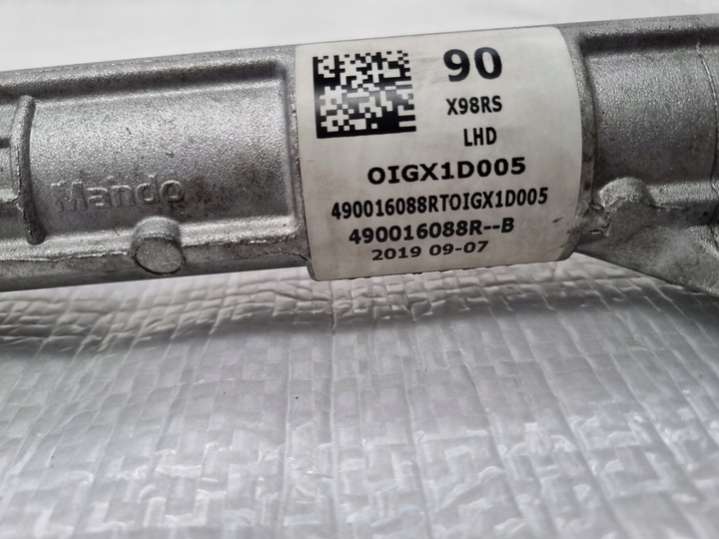 90
X98RS
LHD
OIGX1D005
490016088RTOIGX1D005
490016088R--B
2019 09-07
Mando